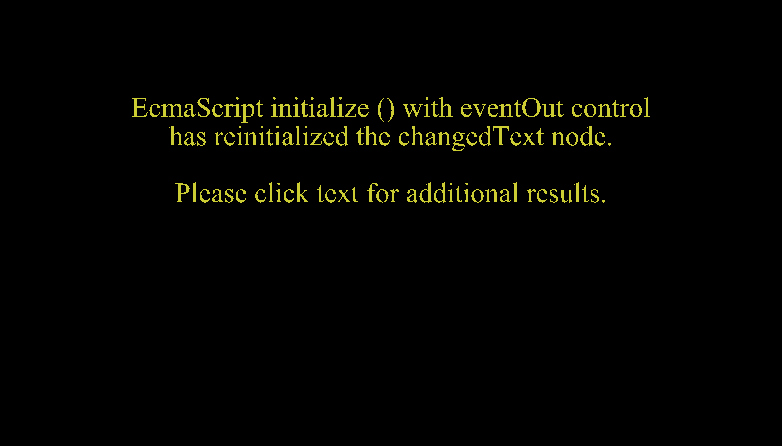 EcmaScript initialize () with eventOut control
has reinitialized the changedText node.
Please click text for additional results.